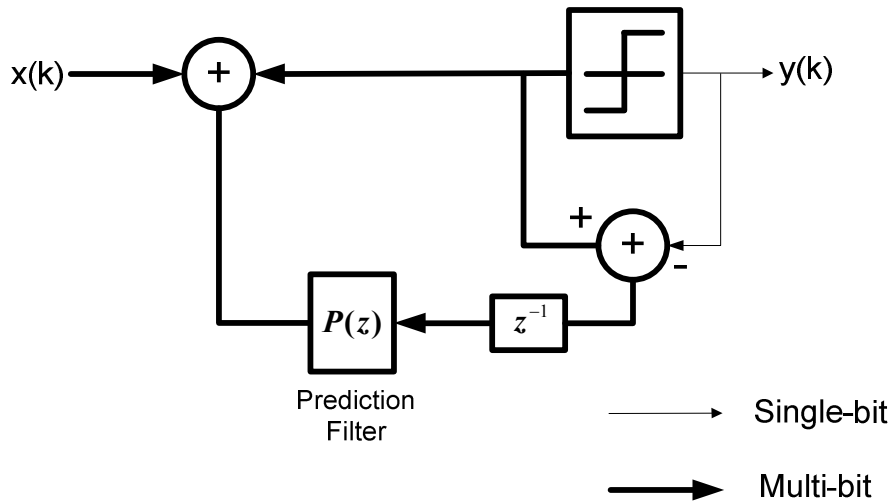 x(k)
+
y(k)
+
+
-
P(z)
z⁻¹
Prediction
Filter
Single-bit
Multi-bit